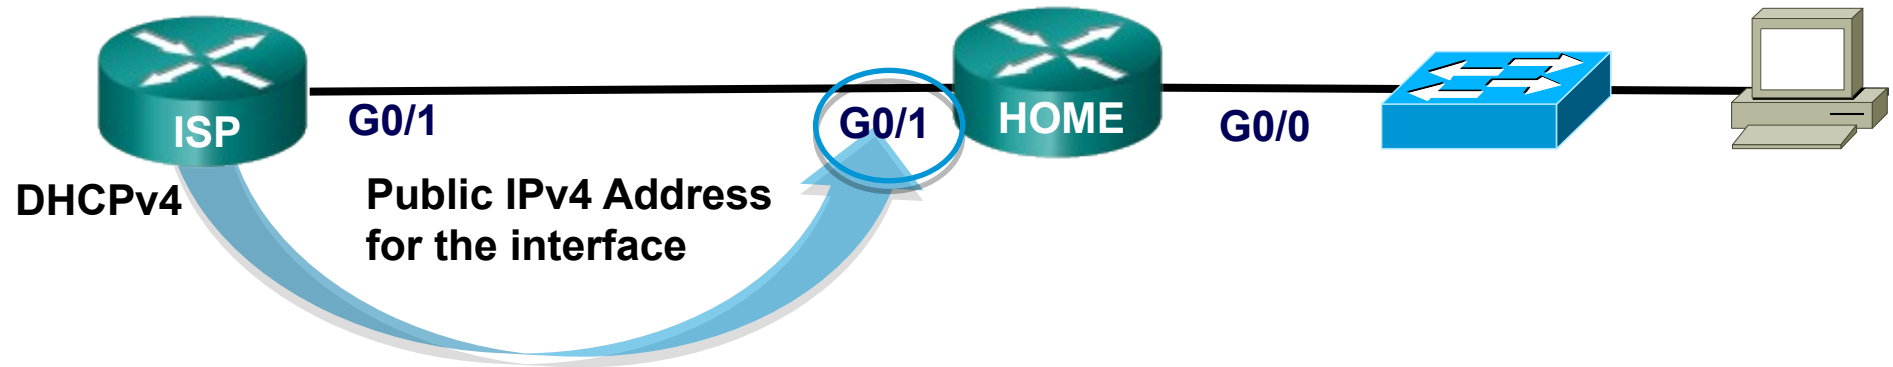 ISP
G0/1
G0/1
HOME
G0/0
DHCPv4
Public IPv4 Address
for the interface